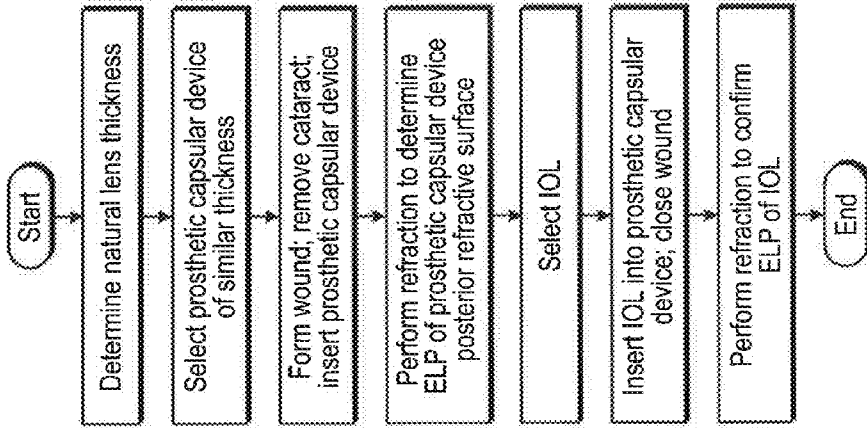 Start
Determine natural lens thickness
Select prosthetic capsular device
of similar thickness
Form wound; remove cataract;
insert prosthetic capsular device
Perform refraction to determine
ELP of prosthetic capsular device
posterior refractive surface
Select IOL
Insert IOL into prosthetic capsular
device; close wound
Perform refraction to confirm
ELP of IOL
End